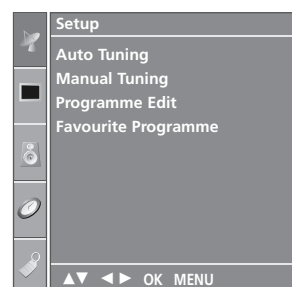 Setup
Auto Tuning
Manual Tuning
Programme Edit
Favourite Programme
▲▼ ◄► OK MENU